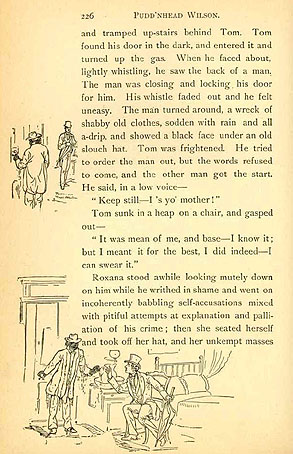 226 PUDD'NHEAD WILSON.
and tramped up-stairs behind Tom. Tom
found his door in the dark, and entered it and
turned up the gas. When he faced about,
lightly whistling, he saw the back of a man.
The man was closing and locking his door
for him. His whistle faded out and he felt
uneasy. The man turned around, a wreck of
shabby old clothes, sodden with rain and all
a-drip, and showed a black face under an old
slouch hat. Tom was frightened. He tried
to order the man out, but the words refused
to come, and the other man got the start.
He said, in a low voice—
"Keep still—I 's yo' mother!"
Tom sunk in a heap on a chair, and gasped
out—
"It was mean of me, and base—I know it;
but I meant it for the best, I did indeed—I
can swear it."
Roxana stood awhile looking mutely down
on him while he writhed in shame and went on
incoherently babbling self-accusations mixed
with pitiful attempts at explanation and palli-
ation of his crime; then she seated herself
and took off her hat, and her unkempt masses